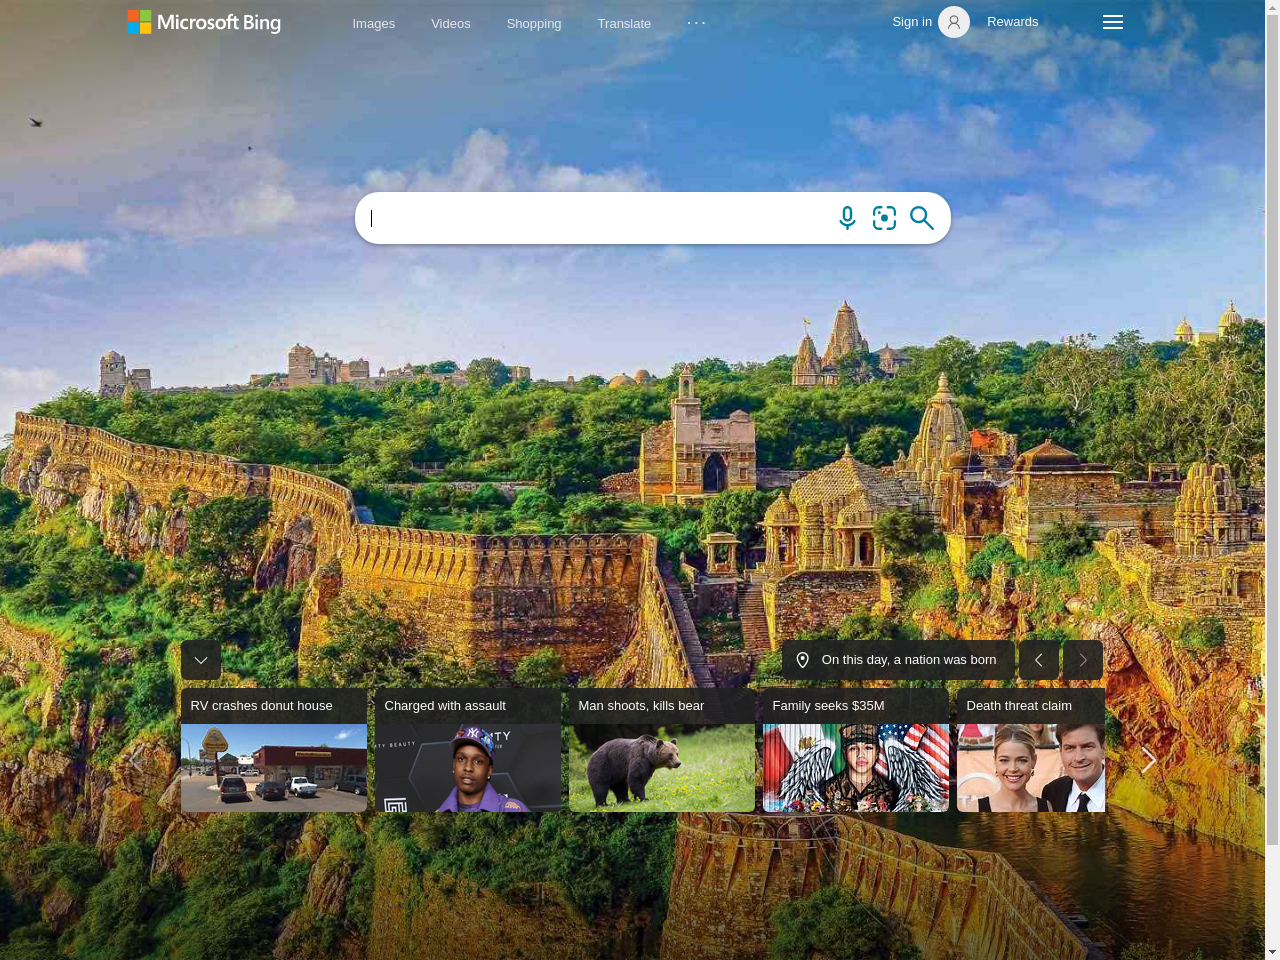 Microsoft Bing
Images Videos Shopping Translate ···
Sign in Rewards
On this day, a nation was born
RV crashes donut house
Charged with assault
Man shoots, kills bear
Family seeks $35M
Death threat claim